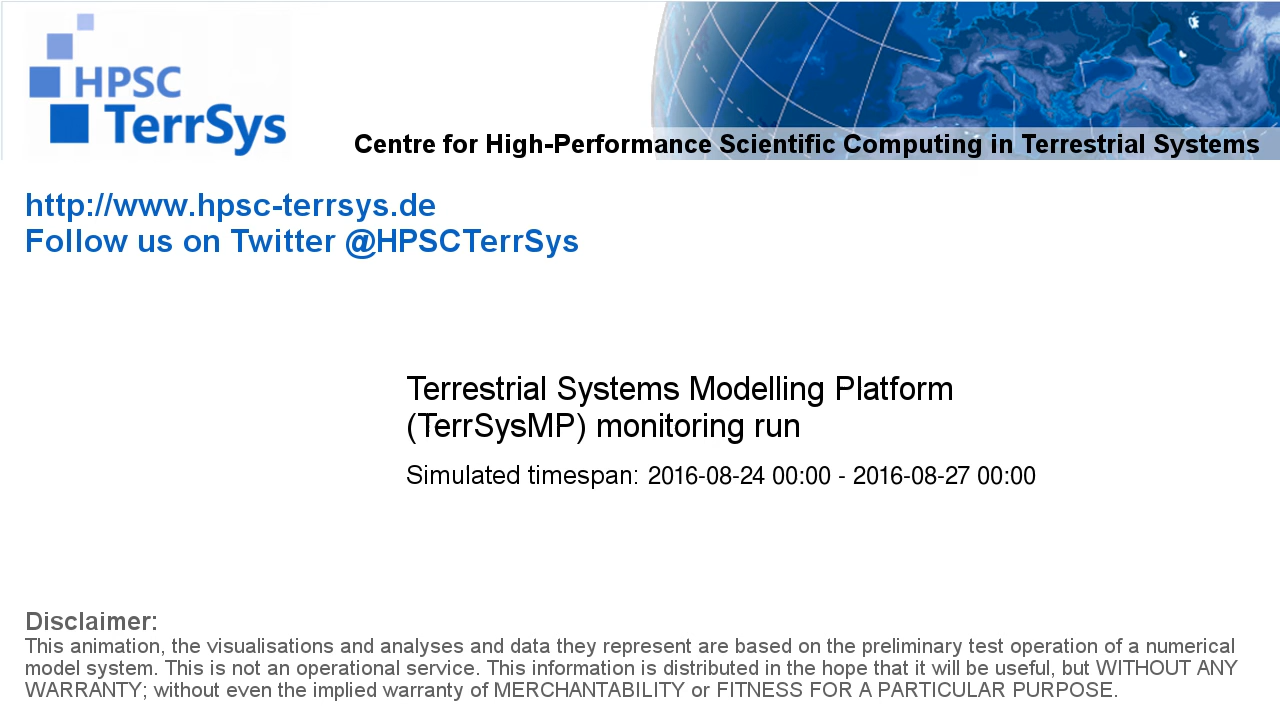 HPSC
TerrSys
Centre for High-Performance Scientific Computing in Terrestrial Systems
http://www.hpsc-terrsys.de
Follow us on Twitter @HPSCTerrSys
Terrestrial Systems Modelling Platform
(TerrSysMP) monitoring run
Simulated timespan: 2016-08-24 00:00 - 2016-08-27 00:00
Disclaimer:
This animation, the visualisations and analyses and data they represent are based on the preliminary test operation of a numerical
model system. This is not an operational service. This information is distributed in the hope that it will be useful, but WITHOUT ANY
WARRANTY; without even the implied warranty of MERCHANTABILITY or FITNESS FOR A PARTICULAR PURPOSE.